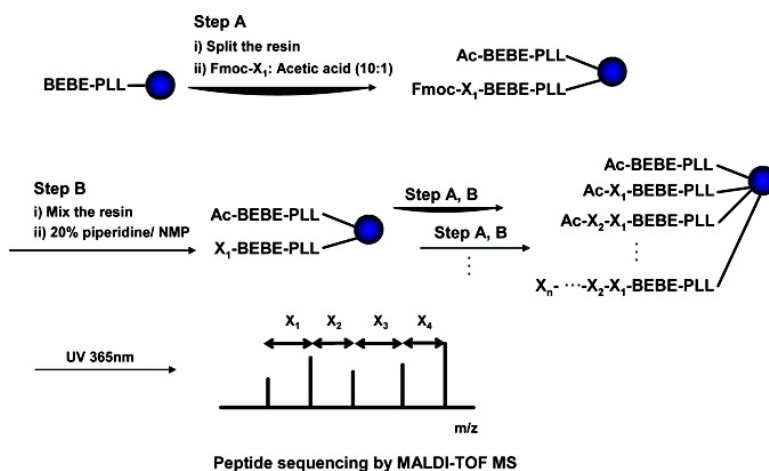 Step A
i) Split the resin
ii) Fmoc-X₁: Acetic acid (10:1)
BEBE-PLL
Ac-BEBE-PLL
Fmoc-X₁-BEBE-PLL
Step B
i) Mix the resin
ii) 20% piperidine/ NMP
Ac-BEBE-PLL
X₁-BEBE-PLL
Step A, B
Step A, B
⋮
Ac-BEBE-PLL
Ac-X₁-BEBE-PLL
Ac-X₂-X₁-BEBE-PLL
⋮
Xₙ- ⋯-X₂-X₁-BEBE-PLL
UV 365nm
X₁ X₂ X₃ X₄
m/z
Peptide sequencing by MALDI-TOF MS